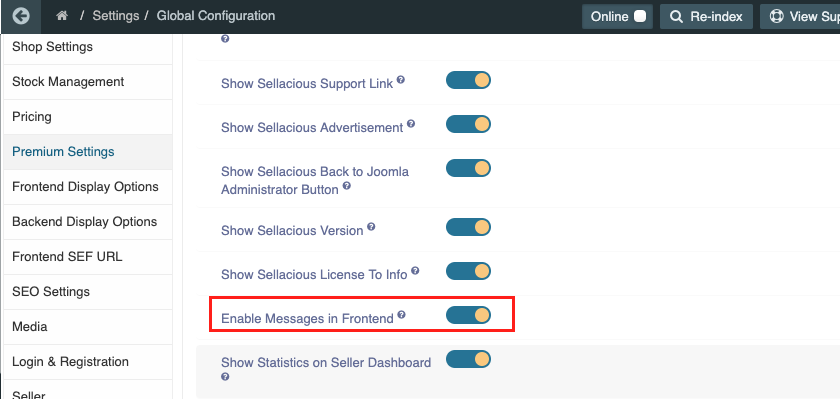 / Settings / Global Configuration
Online
Re-index
View Sup
Shop Settings
Stock Management
Pricing
Premium Settings
Frontend Display Options
Backend Display Options
Frontend SEF URL
SEO Settings
Media
Login & Registration
Seller
?
Show Sellacious Support Link ?
Show Sellacious Advertisement ?
Show Sellacious Back to Joomla
Administrator Button ?
Show Sellacious Version ?
Show Sellacious License To Info ?
Enable Messages in Frontend ?
Show Statistics on Seller Dashboard
?